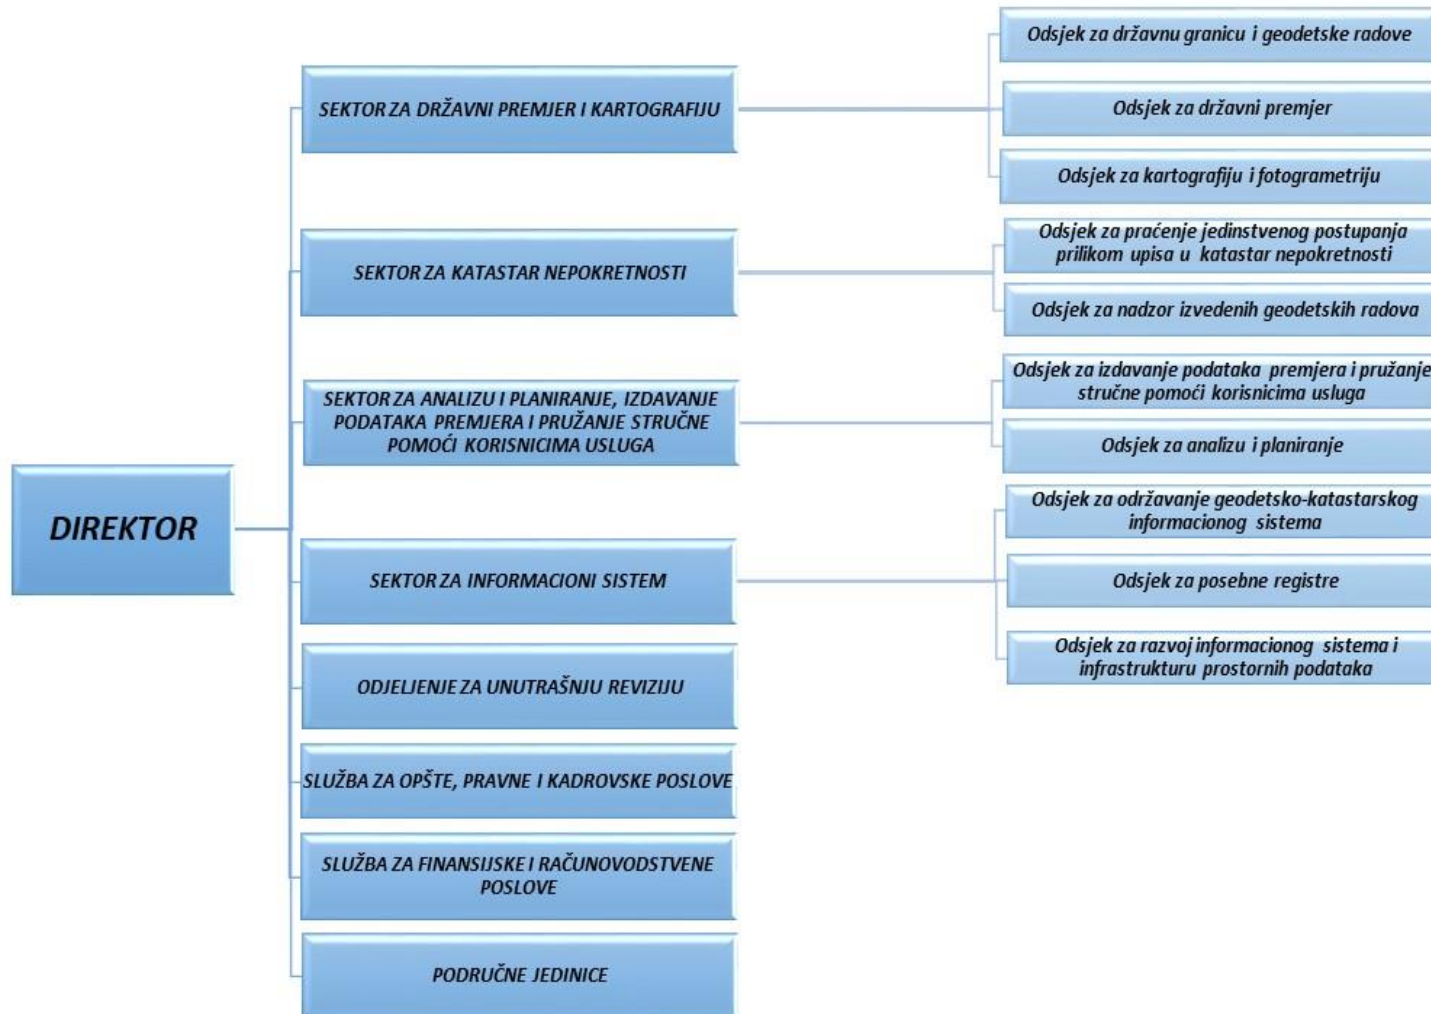 DIREKTOR
SEKTOR ZA DRŽAVNI PREMJER I KARTOGRAFIJU
Odsjek za državnu granicu i geodetske radove
Odsjek za državni premjer
Odsjek za kartografiju i fotogrametriju
SEKTOR ZA KATASTAR NEPOKRETNOSTI
Odsjek za praćenje jedinstvenog postupanja
prilikom upisa u katastar nepokretnosti
Odsjek za nadzor izvedenih geodetskih radova
SEKTOR ZA ANALIZU I PLANIRANJE, IZDAVANJE
PODATAKA PREMJERA I PRUŽANJE STRUČNE
POMOĆI KORISNICIMA USLUGA
Odsjek za izdavanje podataka premjera i pružanje
stručne pomoći korisnicima usluga
Odsjek za analizu i planiranje
SEKTOR ZA INFORMACIONI SISTEM
Odsjek za održavanje geodetsko-katastarskog
informacionog sistema
Odsjek za posebne registre
Odsjek za razvoj informacionog sistema i
infrastrukturu prostornih podataka
ODJELJENJE ZA UNUTRAŠNJU REVIZIJU
SLUŽBA ZA OPŠTE, PRAVNE I KADROVSKE POSLOVE
SLUŽBA ZA FINANSIJSKE I RAČUNOVODSTVENE
POSLOVE
PODRUČNE JEDINICE